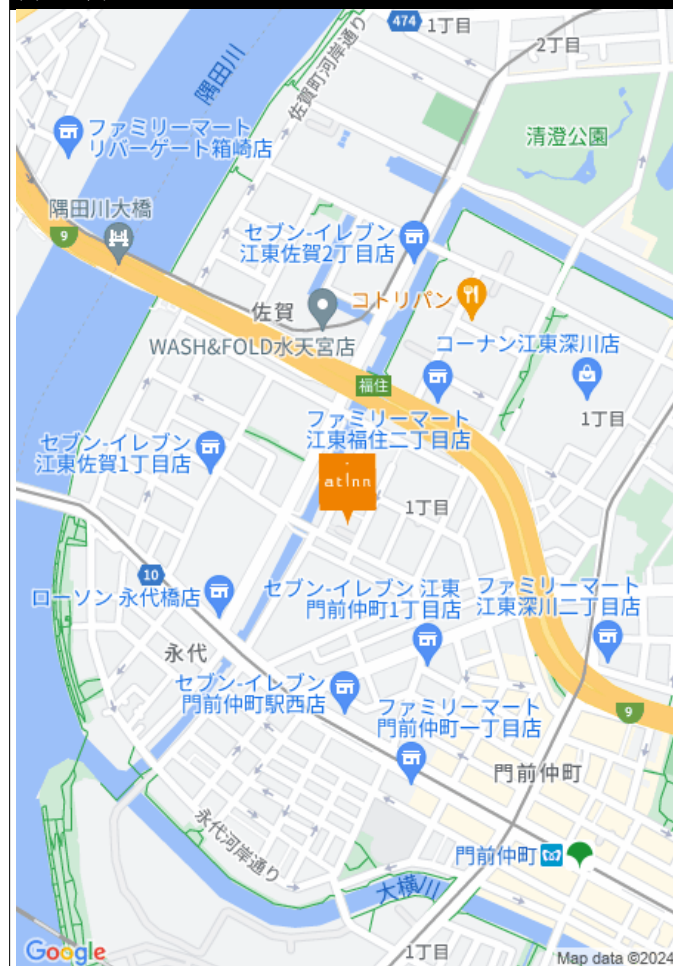 474
1丁目
2丁目
隅田川
佐賀町河岸通り
ファミリーマート
リバーゲート箱崎店
清澄公園
隅田川大橋
9
セブン-イレブン
江東佐賀2丁目店
コトリパン
佐賀
WASH&FOLD水天宮店
コーナン江東深川店
福住
ファミリーマート
江東福住二丁目店
1丁目
セブン-イレブン
江東佐賀1丁目店
at Inn
1丁目
10
ローソン 永代橋店
セブン-イレブン 江東
門前仲町1丁目店
ファミリーマート
江東深川二丁目店
永代
セブン-イレブン
門前仲町駅西店
ファミリーマート
門前仲町一丁目店
9
門前仲町
永代河岸通り
門前仲町
大横川
Google
1丁目
Map data ©2024